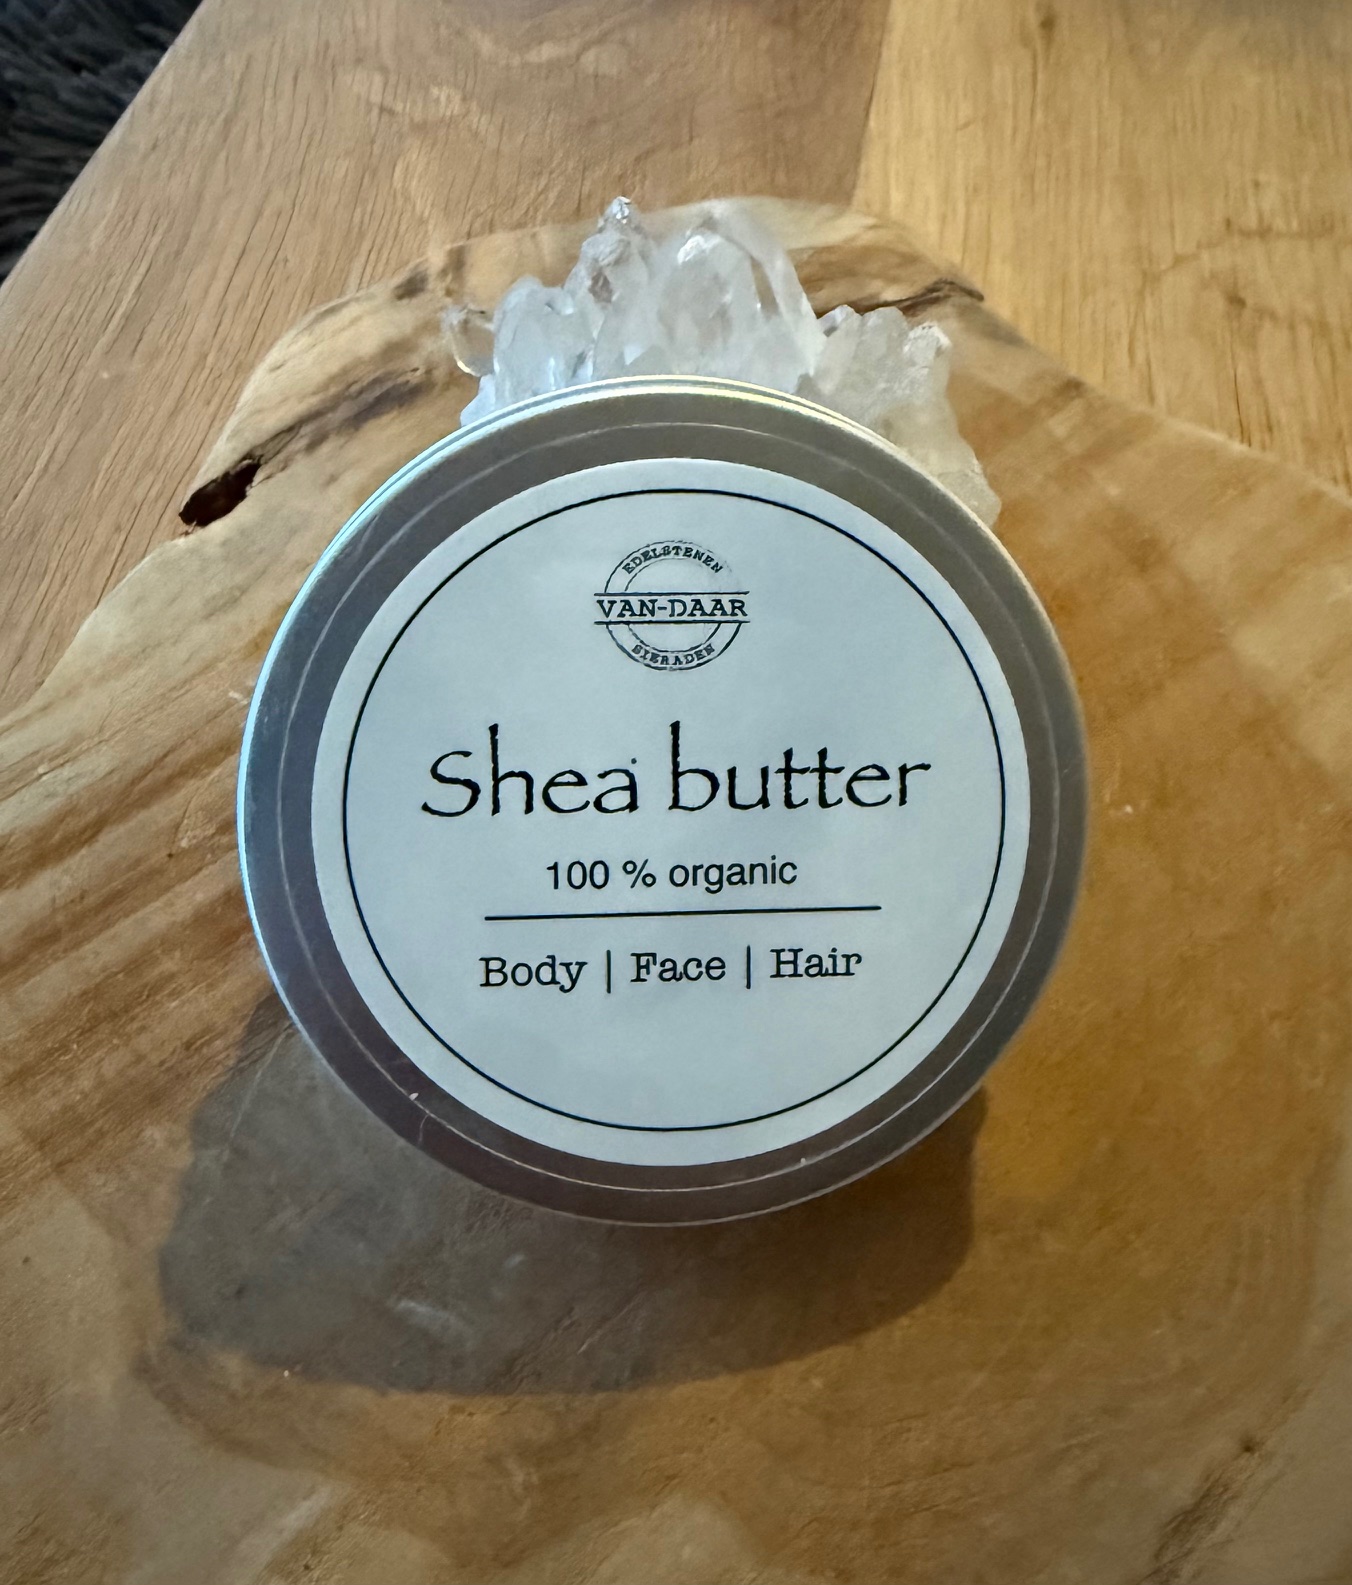 EDELSTENEN
VAN-DAAR
SIERADEN
Shea butter
100 % organic
Body | Face | Hair